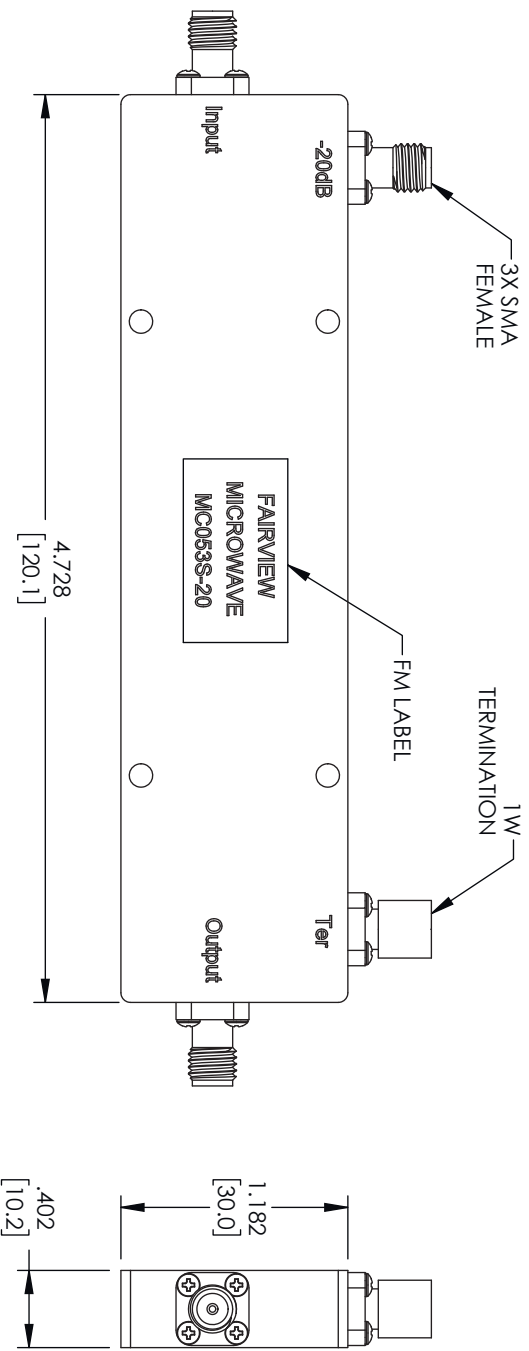 3X SMA
FEMALE
1W
TERMINATION
FM LABEL
-20dB
Ter
Input
Output
FAIRVIEW
MICROWAVE
MC053S-20
4.728
[120.1]
1.182
[30.0]
.402
[10.2]